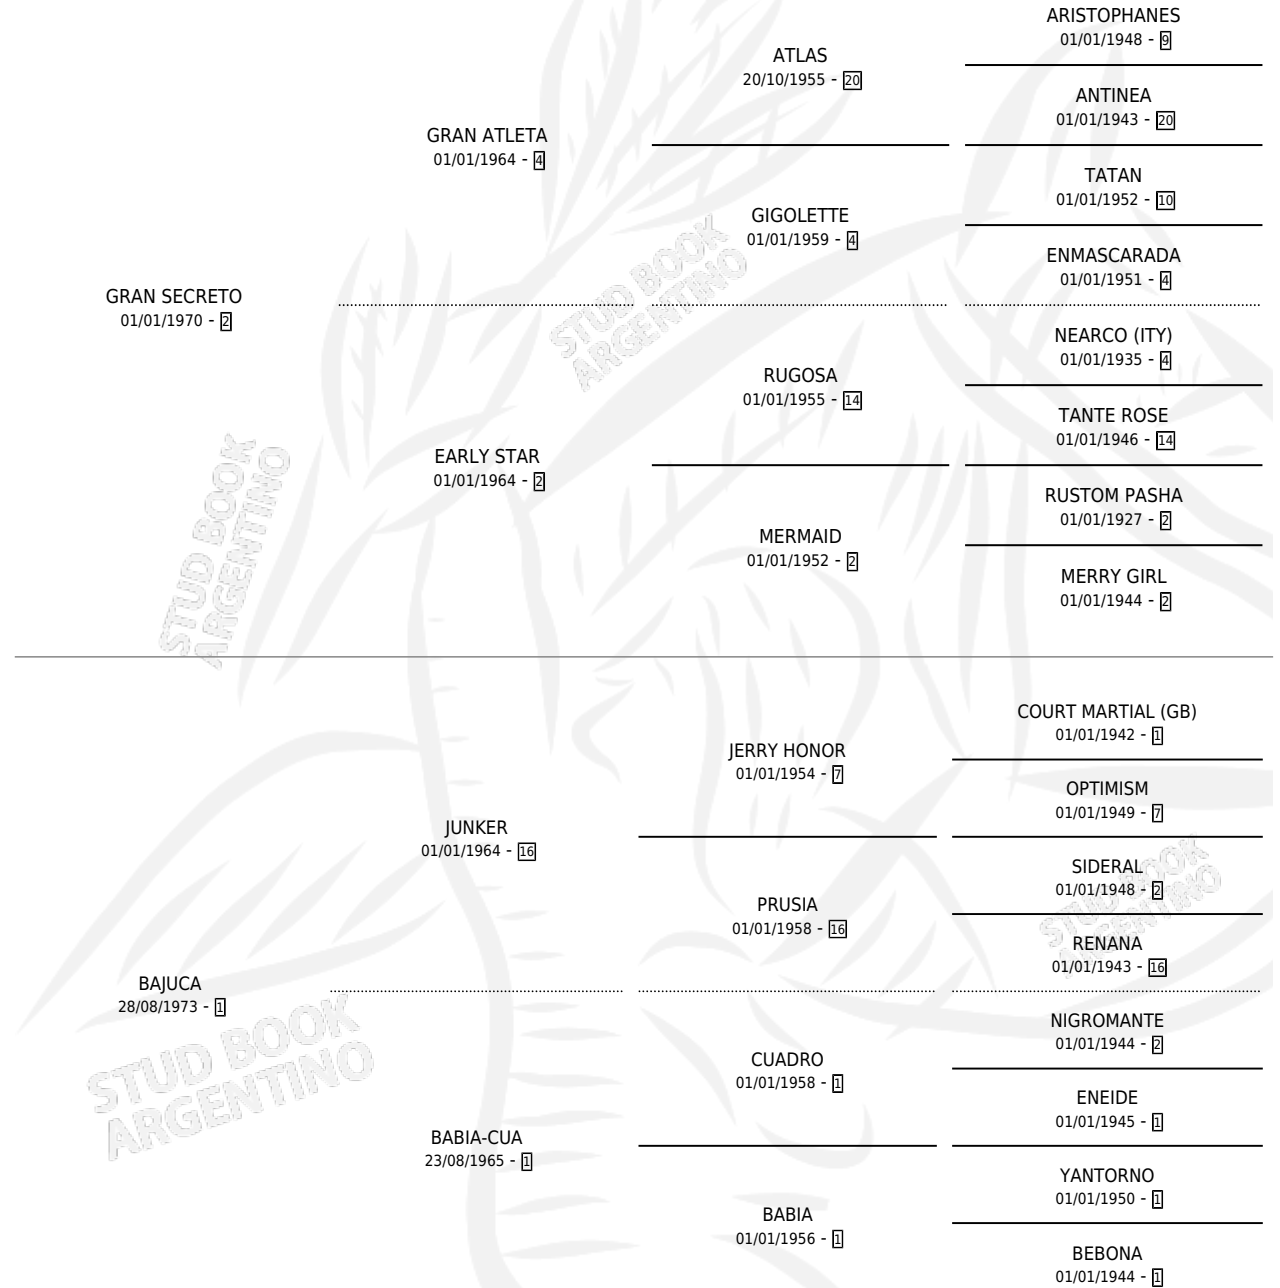 ARISTOPHANES
01/01/1948 - 9
ATLAS
20/10/1955 - 20
ANTINEA
01/01/1943 - 20
GRAN ATLETA
01/01/1964 - 4
TATAN
01/01/1952 - 10
GIGOLETTE
01/01/1959 - 4
ENMASCARADA
01/01/1951 - 4
GRAN SECRETO
01/01/1970 - 2
NEARCO (ITY)
01/01/1935 - 4
RUGOSA
01/01/1955 - 14
TANTE ROSE
01/01/1946 - 14
EARLY STAR
01/01/1964 - 2
RUSTOM PASHA
01/01/1927 - 2
MERMAID
01/01/1952 - 2
MERRY GIRL
01/01/1944 - 2
COURT MARTIAL (GB)
01/01/1942 - 1
JERRY HONOR
01/01/1954 - 7
OPTIMISM
01/01/1949 - 7
JUNKER
01/01/1964 - 16
SIDERAL
01/01/1948 - 2
PRUSIA
01/01/1958 - 16
RENANA
01/01/1943 - 16
BAJUCA
28/08/1973 - 1
NIGROMANTE
01/01/1944 - 2
CUADRO
01/01/1958 - 1
ENEIDE
01/01/1945 - 1
BABIA-CUA
23/08/1965 - 1
YANTORNO
01/01/1950 - 1
BABIA
01/01/1956 - 1
BEBONA
01/01/1944 - 1
STUD BOOK
ARGENTINO
STUD BOOK
ARGENTINO
STUD BOOK
ARGENTINO
STUD BOOK
ARGENTINO